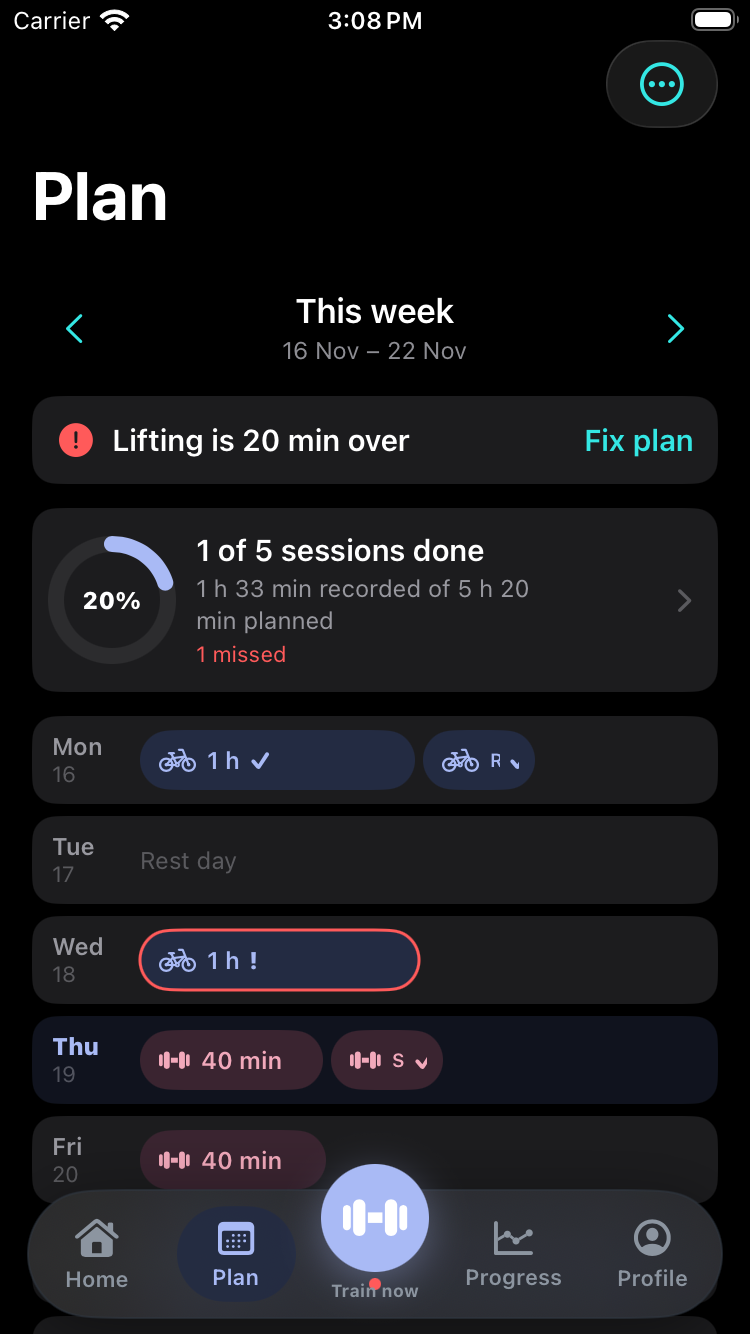 Carrier 3:08 PM
Plan
This week
16 Nov – 22 Nov
! Lifting is 20 min over Fix plan
20%
1 of 5 sessions done
1 h 33 min recorded of 5 h 20
min planned
1 missed
Mon
16
1 h
Tue
17
Rest day
Wed
18
1 h !
Thu
19
40 min S
Fri
20
40 min
Home
Plan
Train now
Progress
Profile